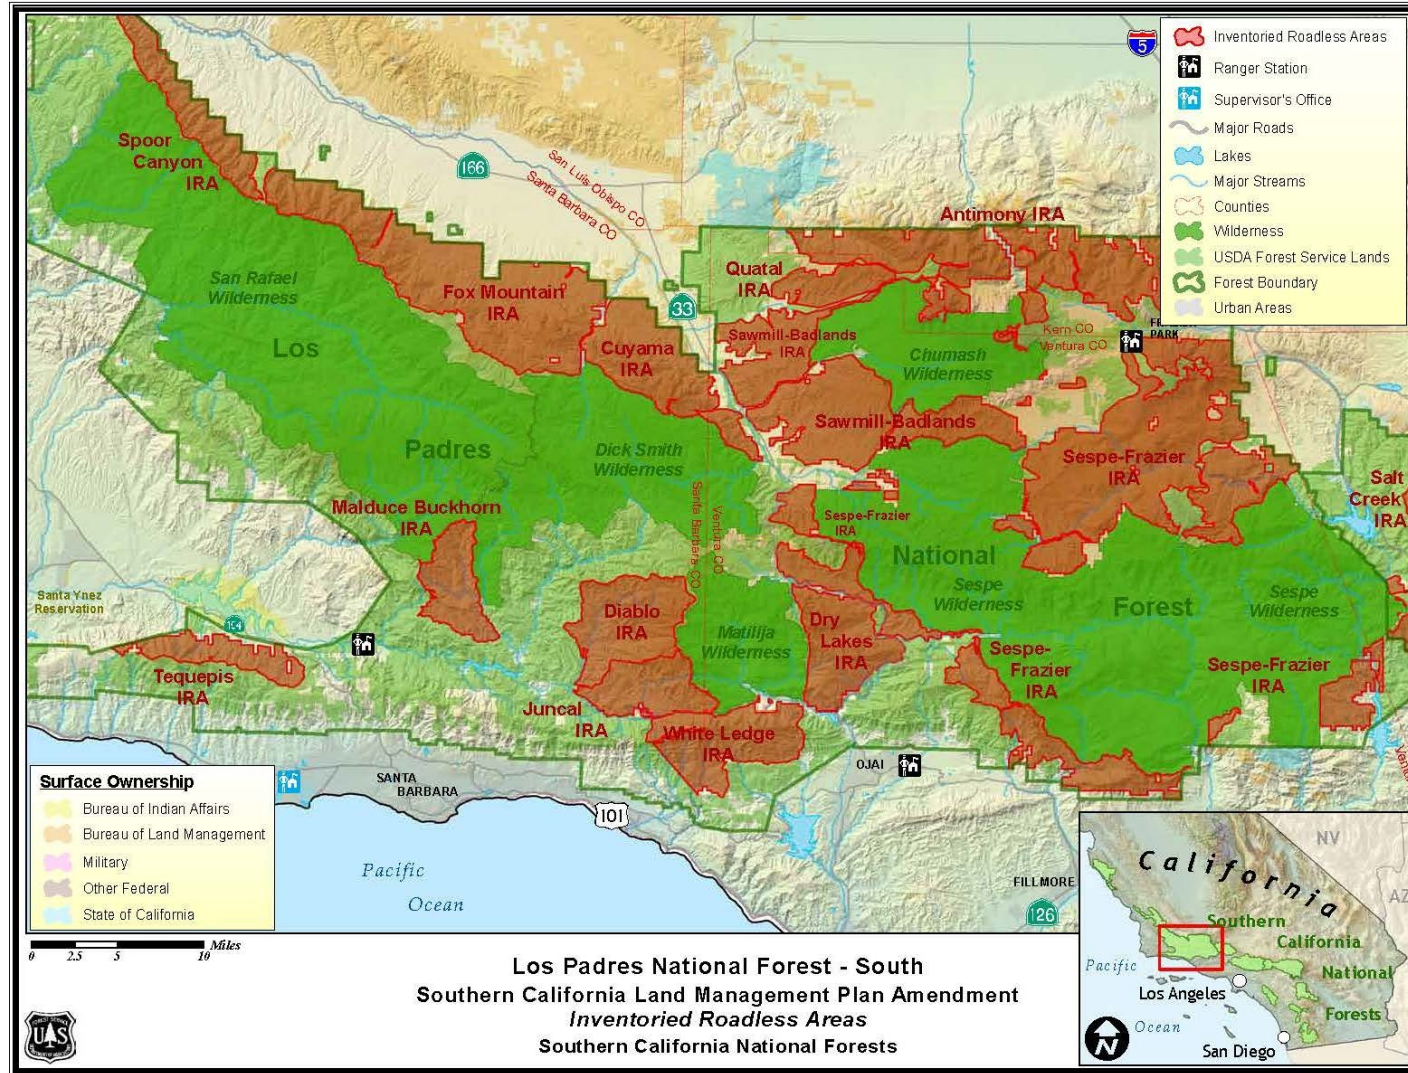 Inventoried Roadless Areas
Ranger Station
Supervisor's Office
Major Roads
Lakes
Major Streams
Counties
Wilderness
USDA Forest Service Lands
Forest Boundary
Urban Areas
5
Spoor
Canyon
IRA
166
San Luis Obispo CO
Santa Barbara CO
Antimony IRA
San Rafael
Wilderness
Quatal
IRA
Fox Mountain
IRA
33
Los
Cuyama
IRA
Sawmill-Badlands
IRA
Kern CO
Ventura CO
PARK
Chumash
Wilderness
Sawmill-Badlands
IRA
Padres
Dick Smith
Wilderness
Sespe-Frazier
IRA
Salt
Creek
IRA
Malduce Buckhorn
IRA
Santa Barbara CO
Ventura CO
Sespe-Frazier
IRA
National
Sespe
Wilderness
Forest
Sespe
Wilderness
Santa Ynez
Reservation
154
Diablo
IRA
Matilija
Wilderness
Dry
Lakes
IRA
Sespe-
Frazier
IRA
Sespe-Frazier
IRA
Tequepis
IRA
Juncal
IRA
White Ledge
IRA
OJAI
SANTA
BARBARA
101
Pacific
Ocean
FILLMORE
126
Surface Ownership
Bureau of Indian Affairs
Bureau of Land Management
Military
Other Federal
State of California
0 2.5 5 10 Miles
Los Padres National Forest - South
Southern California Land Management Plan Amendment
Inventoried Roadless Areas
Southern California National Forests
FOREST SERVICE
U S
DEPARTMENT OF AGRICULTURE
NV
AZ
California
Southern
California
National
Forests
Pacific
Ocean
Los Angeles
San Diego
N